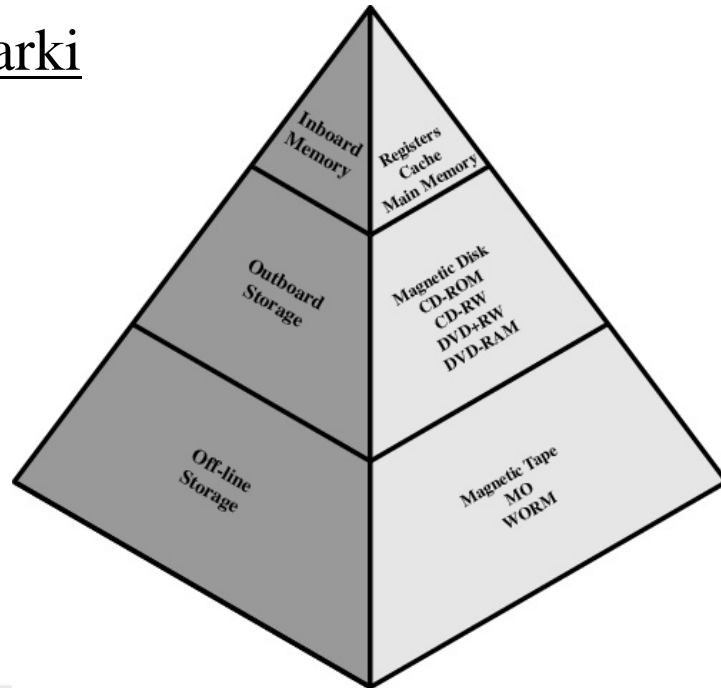 arki
Inboard
Memory
Registers
Cache
Main Memory
Outboard
Storage
Magnetic Disk
CD-ROM
CD-RW
DVD+RW
DVD-RAM
Off-line
Storage
Magnetic Tape
MO
WORM